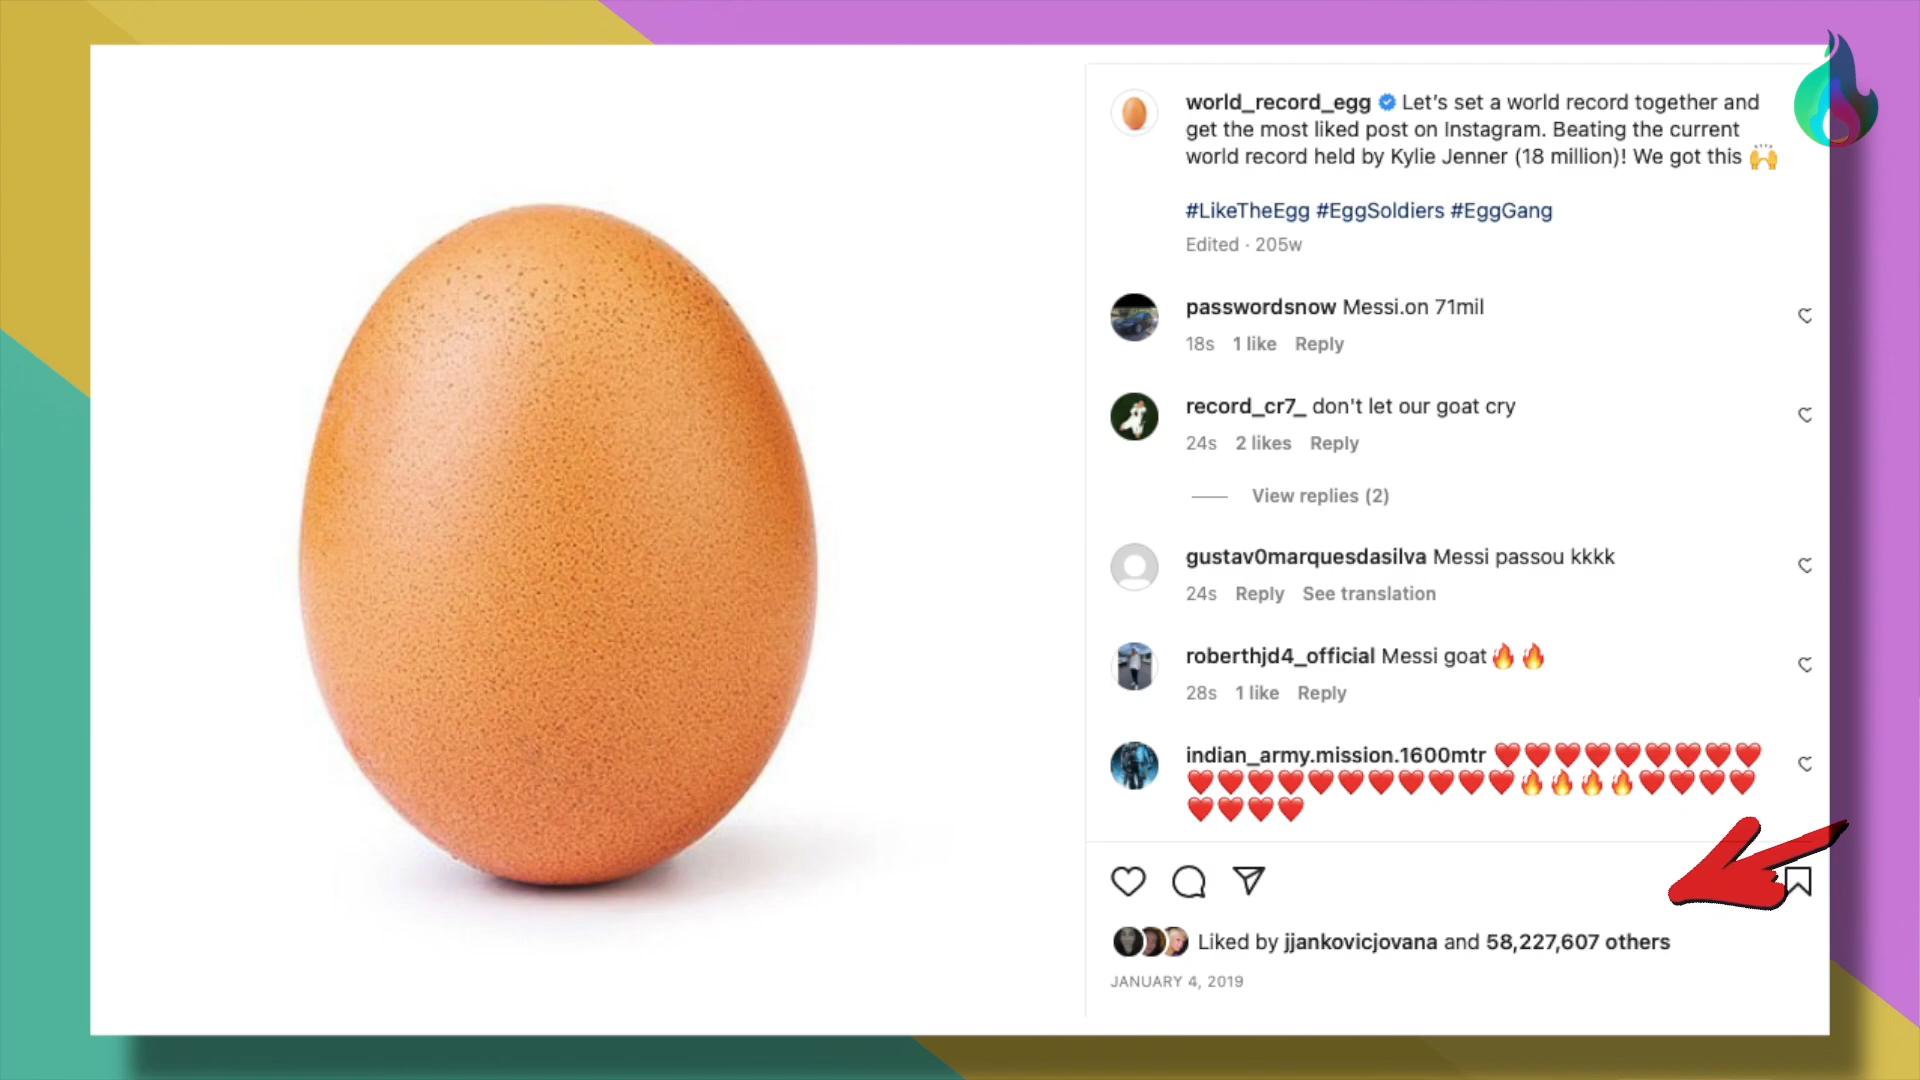 world_record_egg Let’s set a world record together and
get the most liked post on Instagram. Beating the current
world record held by Kylie Jenner (18 million)! We got this 🙌
#LikeTheEgg #EggSoldiers #EggGang
Edited · 205w
passwordsnow Messi.on 71mil
18s 1 like Reply
record_cr7_ don't let our goat cry
24s 2 likes Reply
View replies (2)
gustav0marquesdasilva Messi passou kkkk
24s Reply See translation
roberthjd4_official Messi goat🔥🔥
28s 1 like Reply
indian_army.mission.1600mtr ❤️❤️❤️❤️❤️❤️❤️❤️❤️
❤️❤️❤️❤️❤️❤️❤️❤️❤️❤️❤️🔥🔥🔥🔥❤️❤️❤️❤️
❤️❤️❤️❤️
Liked by jjankovicjovana and 58,227,607 others
JANUARY 4, 2019